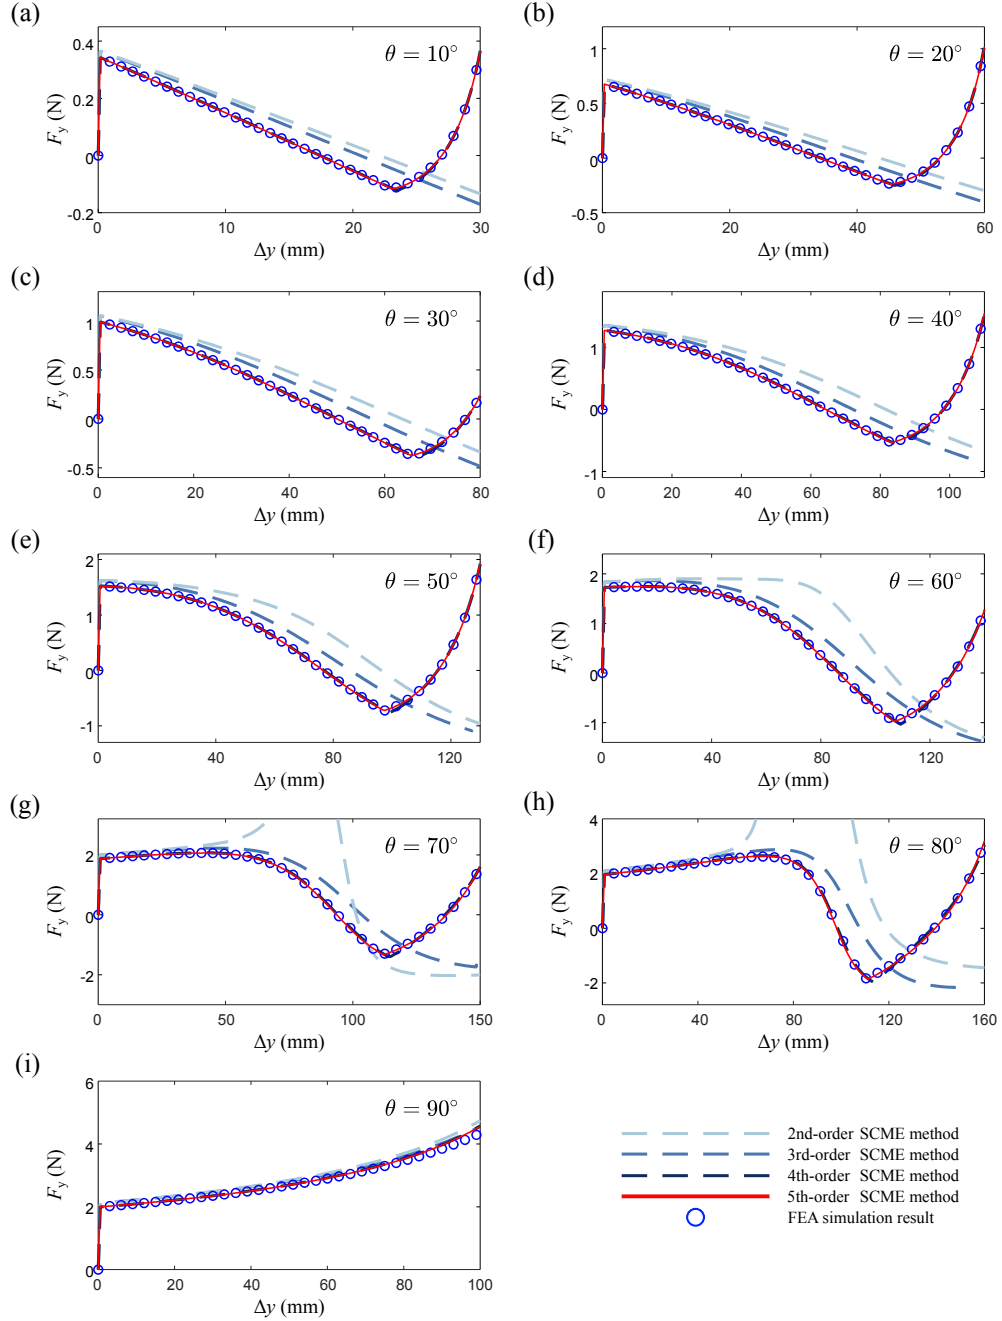 (a)
θ = 10°
F_y (N)
0.4
0.2
0
-0.2
0 10 20 30
Δy (mm)
(b)
θ = 20°
F_y (N)
1
0.5
0
-0.5
0 20 40 60
Δy (mm)
(c)
θ = 30°
F_y (N)
1
0.5
0
-0.5
0 20 40 60 80
Δy (mm)
(d)
θ = 40°
F_y (N)
1
0
-1
0 20 40 60 80 100
Δy (mm)
(e)
θ = 50°
F_y (N)
2
1
0
-1
0 40 80 120
Δy (mm)
(f)
θ = 60°
F_y (N)
2
1
0
-1
0 40 80 120
Δy (mm)
(g)
θ = 70°
F_y (N)
2
0
-2
0 50 100 150
Δy (mm)
(h)
θ = 80°
F_y (N)
4
2
0
-2
0 40 80 120 160
Δy (mm)
(i)
θ = 90°
F_y (N)
6
4
2
0
0 20 40 60 80 100
Δy (mm)
2nd-order SCME method
3rd-order SCME method
4th-order SCME method
5th-order SCME method
FEA simulation result